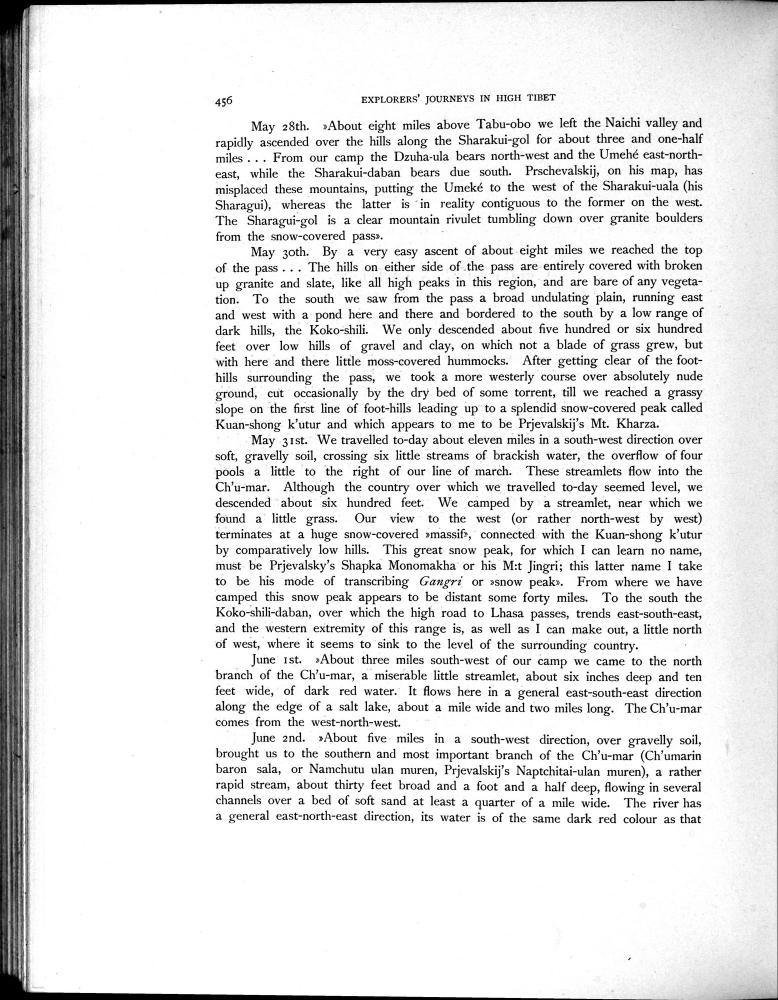 456 EXPLORERS' JOURNEYS IN HIGH TIBET
May 28th. »About eight miles above Tabu-obo we left the Naichi valley and
rapidly ascended over the hills along the Sharakui-gol for about three and one-half
miles . . . From our camp the Dzuha-ula bears north-west and the Umehé east-north-
east, while the Sharakui-daban bears due south. Prschevalskij, on his map, has
misplaced these mountains, putting the Umeké to the west of the Sharakui-uala (his
Sharagui), whereas the latter is in reality contiguous to the former on the west.
The Sharagui-gol is a clear mountain rivulet tumbling down over granite boulders
from the snow-covered pass».
May 30th. By a very easy ascent of about eight miles we reached the top
of the pass . . . The hills on either side of the pass are entirely covered with broken
up granite and slate, like all high peaks in this region, and are bare of any vegeta-
tion. To the south we saw from the pass a broad undulating plain, running east
and west with a pond here and there and bordered to the south by a low range of
dark hills, the Koko-shili. We only descended about five hundred or six hundred
feet over low hills of gravel and clay, on which not a blade of grass grew, but
with here and there little moss-covered hummocks. After getting clear of the foot-
hills surrounding the pass, we took a more westerly course over absolutely nude
ground, cut occasionally by the dry bed of some torrent, till we reached a grassy
slope on the first line of foot-hills leading up to a splendid snow-covered peak called
Kuan-shong k'utur and which appears to me to be Prjevalskij's Mt. Kharza.
May 31st. We travelled to-day about eleven miles in a south-west direction over
soft, gravelly soil, crossing six little streams of brackish water, the overflow of four
pools a little to the right of our line of march. These streamlets flow into the
Ch'u-mar. Although the country over which we travelled to-day seemed level, we
descended about six hundred feet. We camped by a streamlet, near which we
found a little grass. Our view to the west (or rather north-west by west)
terminates at a huge snow-covered »massif», connected with the Kuan-shong k'utur
by comparatively low hills. This great snow peak, for which I can learn no name,
must be Prjevalsky's Shapka Monomakha or his M:t Jingri; this latter name I take
to be his mode of transcribing Gangri or »snow peak». From where we have
camped this snow peak appears to be distant some forty miles. To the south the
Koko-shili-daban, over which the high road to Lhasa passes, trends east-south-east,
and the western extremity of this range is, as well as I can make out, a little north
of west, where it seems to sink to the level of the surrounding country.
June 1st. »About three miles south-west of our camp we came to the north
branch of the Ch'u-mar, a miserable little streamlet, about six inches deep and ten
feet wide, of dark red water. It flows here in a general east-south-east direction
along the edge of a salt lake, about a mile wide and two miles long. The Ch'u-mar
comes from the west-north-west.
June 2nd. »About five miles in a south-west direction, over gravelly soil,
brought us to the southern and most important branch of the Ch'u-mar (Ch'umarin
baron sala, or Namchutu ulan muren, Prjevalskij's Naptchitai-ulan muren), a rather
rapid stream, about thirty feet broad and a foot and a half deep, flowing in several
channels over a bed of soft sand at least a quarter of a mile wide. The river has
a general east-north-east direction, its water is of the same dark red colour as that